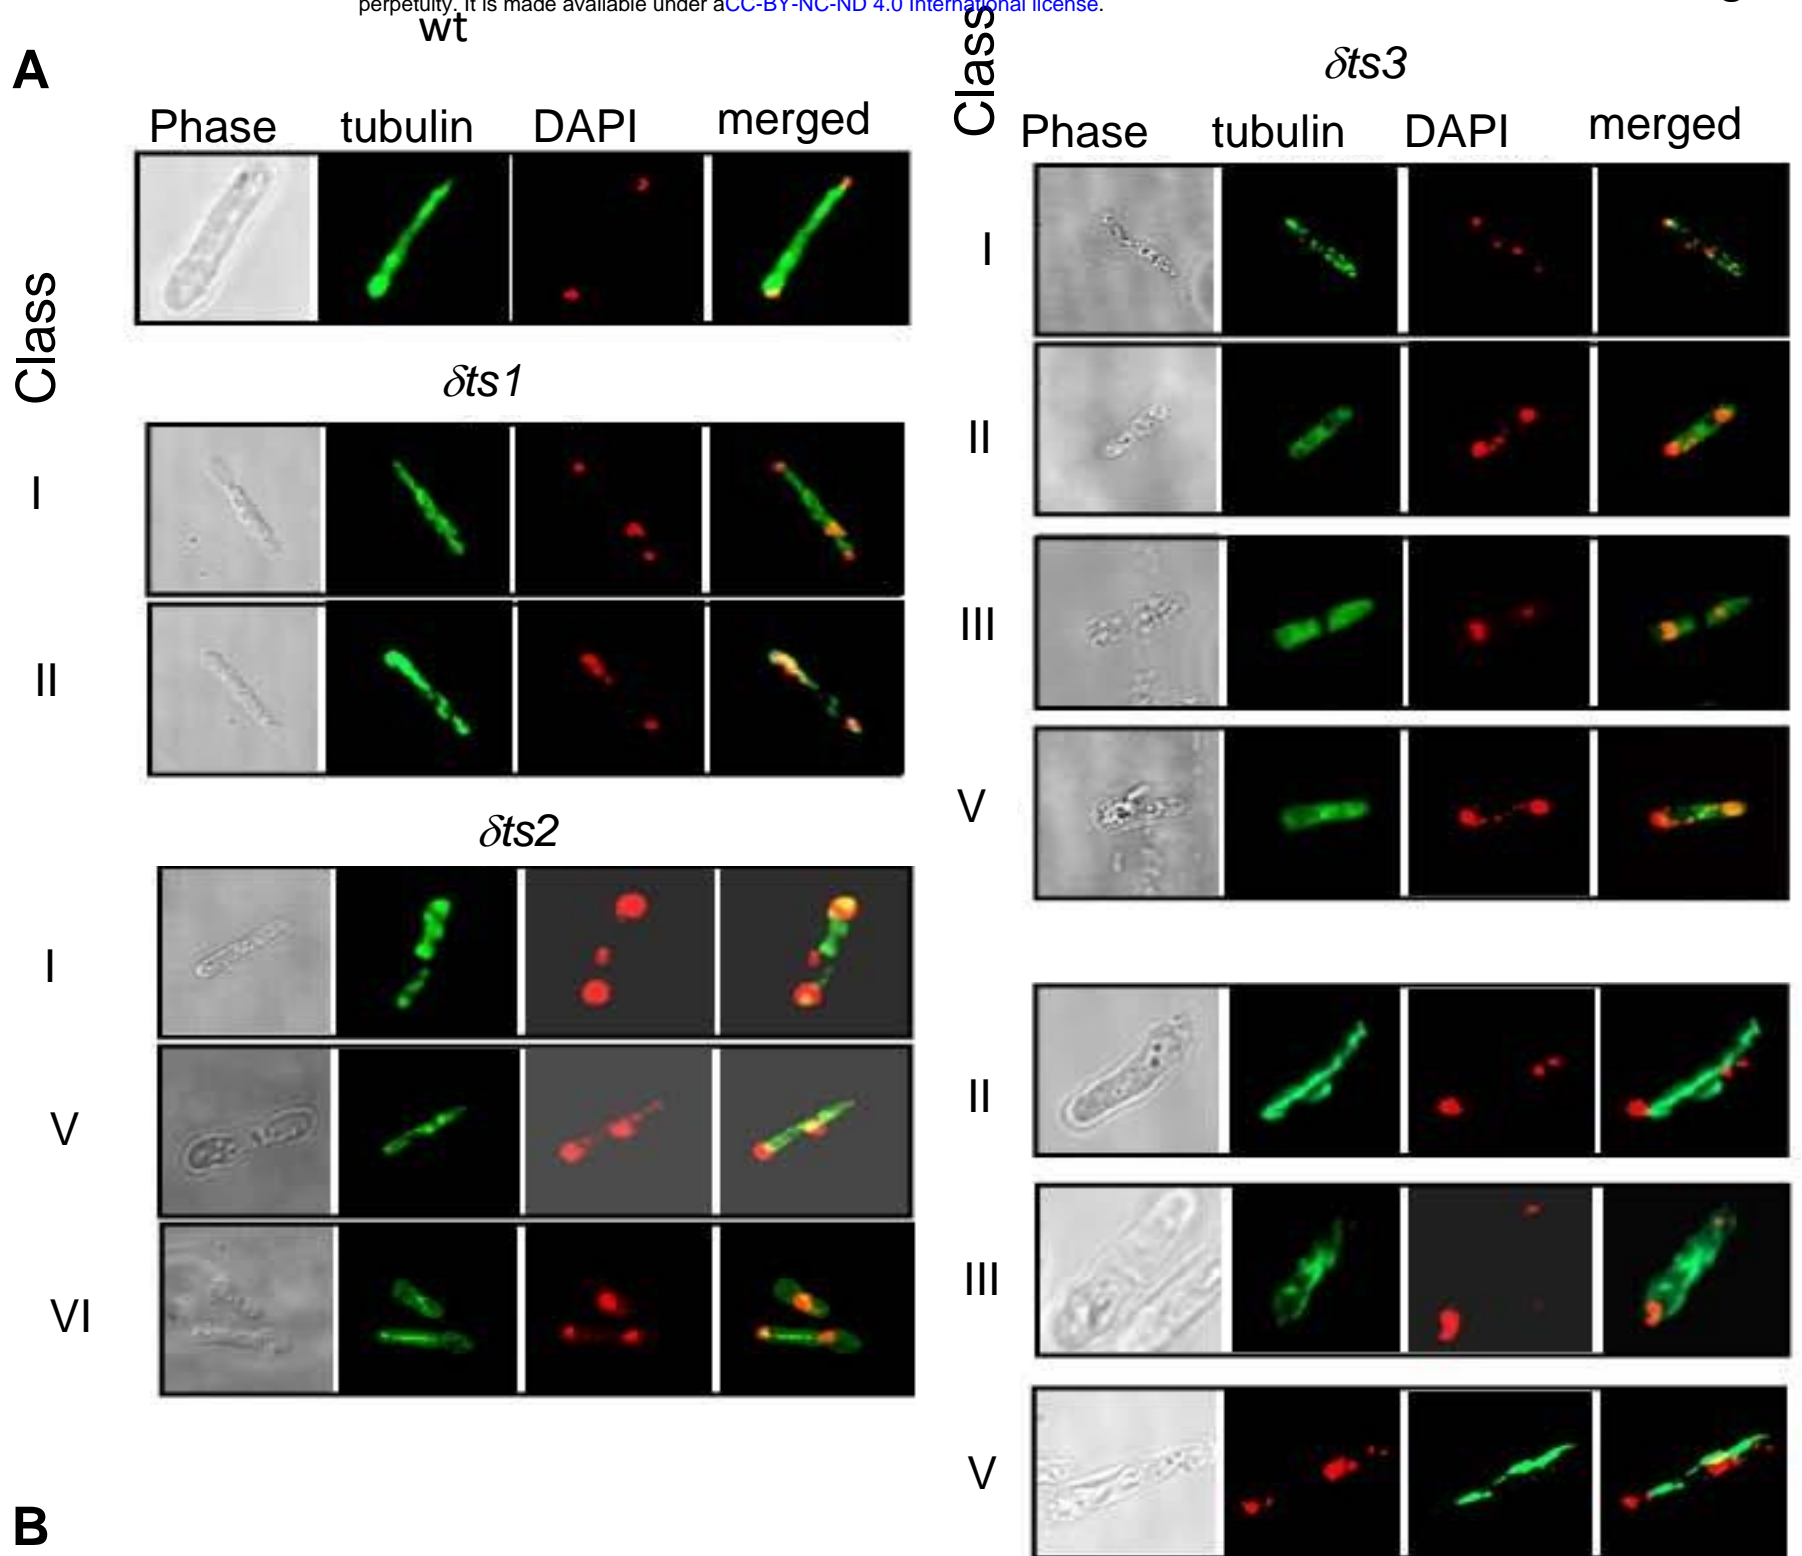 perpetuity. It is made available under aCC-BY-NC-ND 4.0 International license.
A
wt
Phase tubulin DAPI merged
Class
δts1
I
II
δts2
I
V
VI
B
Class
δts3
Phase tubulin DAPI merged
I
II
III
V
II
III
V